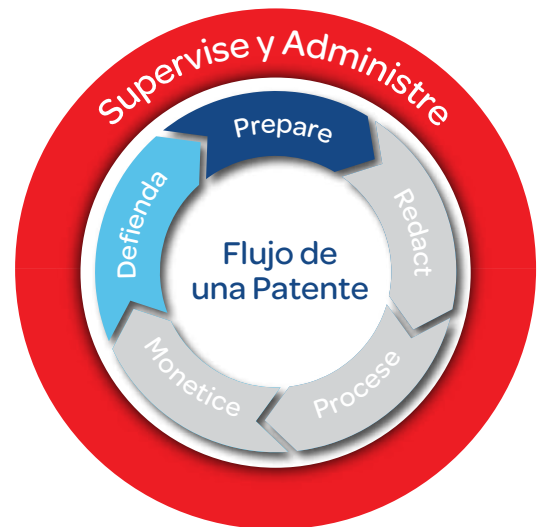 Supervise y Administre
Prepare
Redact
Procese
Monetice
Defienda
Flujo de
una Patente